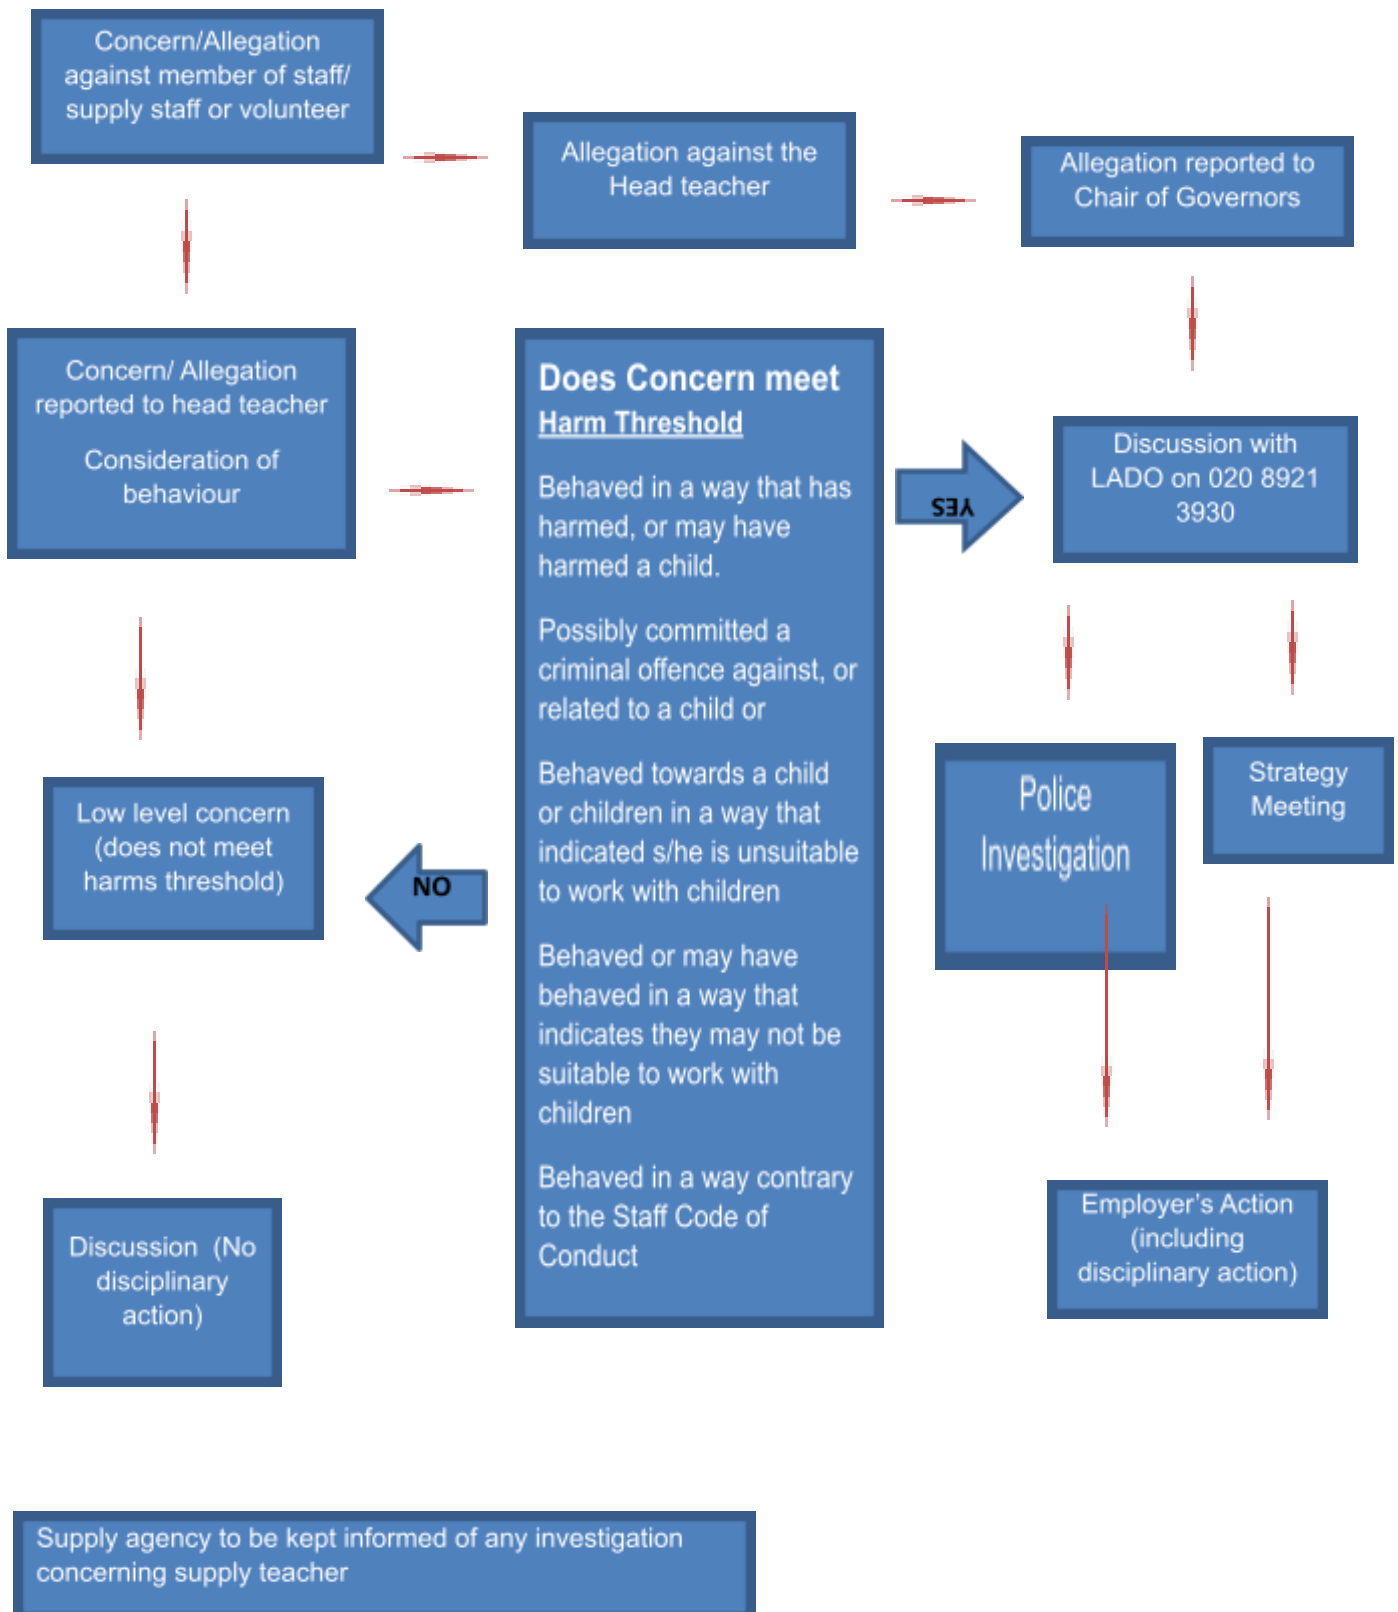 Concern/Allegation
against member of staff/
supply staff or volunteer
Allegation against the
Head teacher
Allegation reported to
Chair of Governors
Concern/ Allegation
reported to head teacher
Consideration of
behaviour
Does Concern meet
Harm Threshold
Behaved in a way that has
harmed, or may have
harmed a child.
Possibly committed a
criminal offence against, or
related to a child or
Behaved towards a child
or children in a way that
indicated s/he is unsuitable
to work with children
Behaved or may have
behaved in a way that
indicates they may not be
suitable to work with
children
Behaved in a way contrary
to the Staff Code of
Conduct
YES
Discussion with
LADO on 020 8921
3930
Police
Investigation
Strategy
Meeting
Low level concern
(does not meet
harms threshold)
NO
Discussion (No
disciplinary
action)
Employer’s Action
(including
disciplinary action)
Supply agency to be kept informed of any investigation
concerning supply teacher